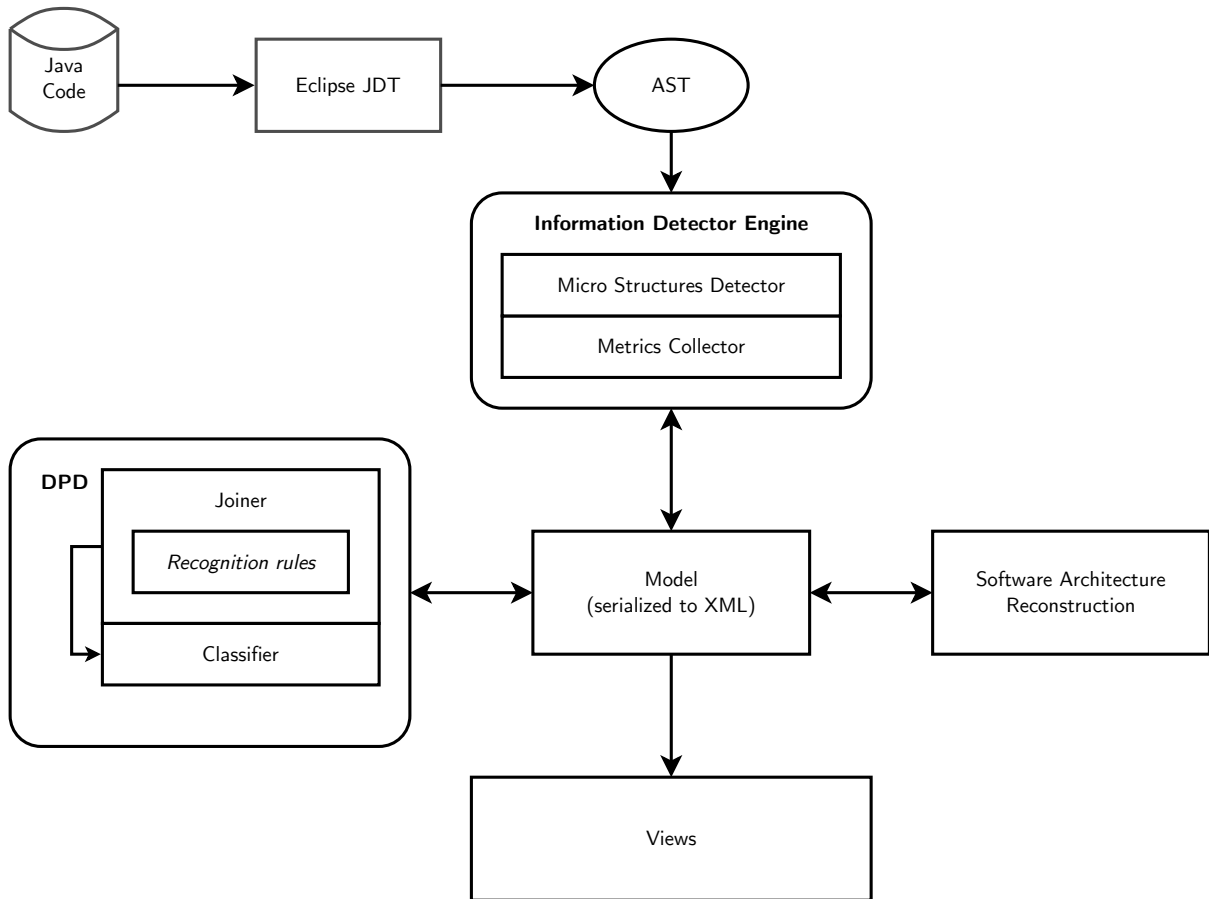 Java
Code
Eclipse JDT
AST
Information Detector Engine
Micro Structures Detector
Metrics Collector
DPD
Joiner
Recognition rules
Classifier
Model
(serialized to XML)
Software Architecture
Reconstruction
Views